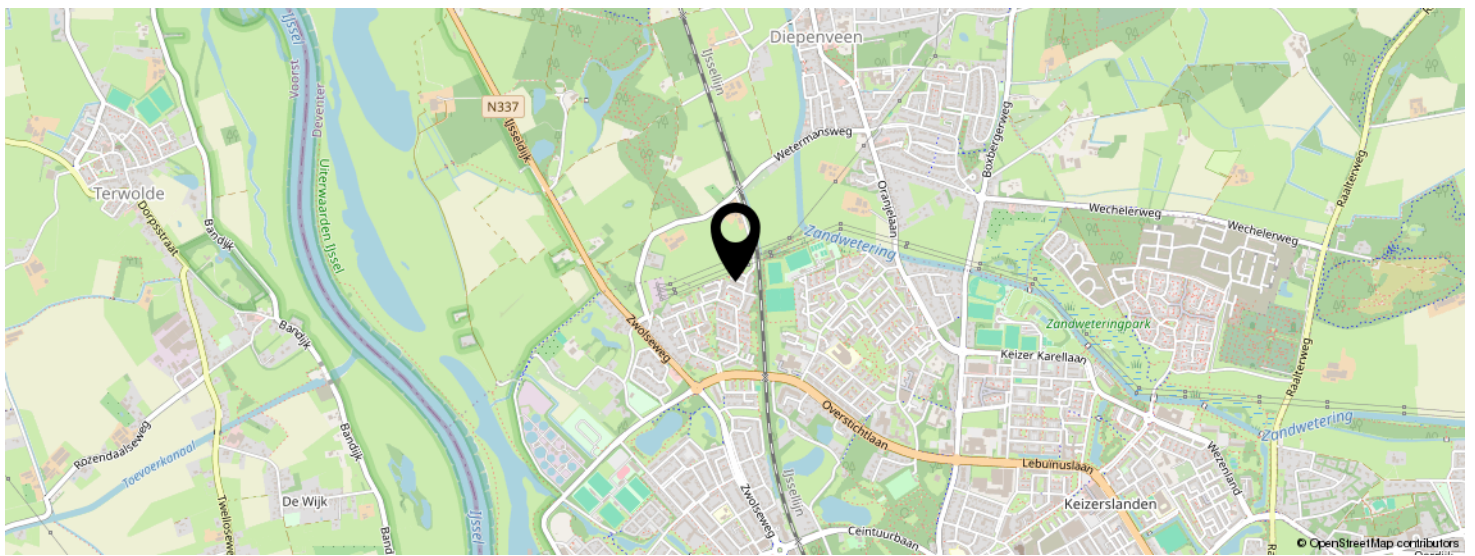 Diepenveen
IJssel
Voorst
Deventer
IJssellijn
N337
IJsseldijk
Wetermansweg
Boxbergerweg
Raalterweg
Uiterwaarden IJssel
Terwolde
Dorpsstraat
Bandijk
Oranjelaan
Wechelerweg
Wechelerweg
Zandwetering
Bandijk
Zwolseweg
Zandweteringpark
Keizer Karellaan
Raalterweg
Overstichtlaan
Zandwetering
Bandijk
Rozendaalseweg
Toevoerkanaal
Wezenland
Lebuinuslaan
De Wijk
IJssellijn
Zwolseweg
Keizerslanden
Twelloseweg
IJssel
Ceintuurbaan
© OpenStreetMap contributors